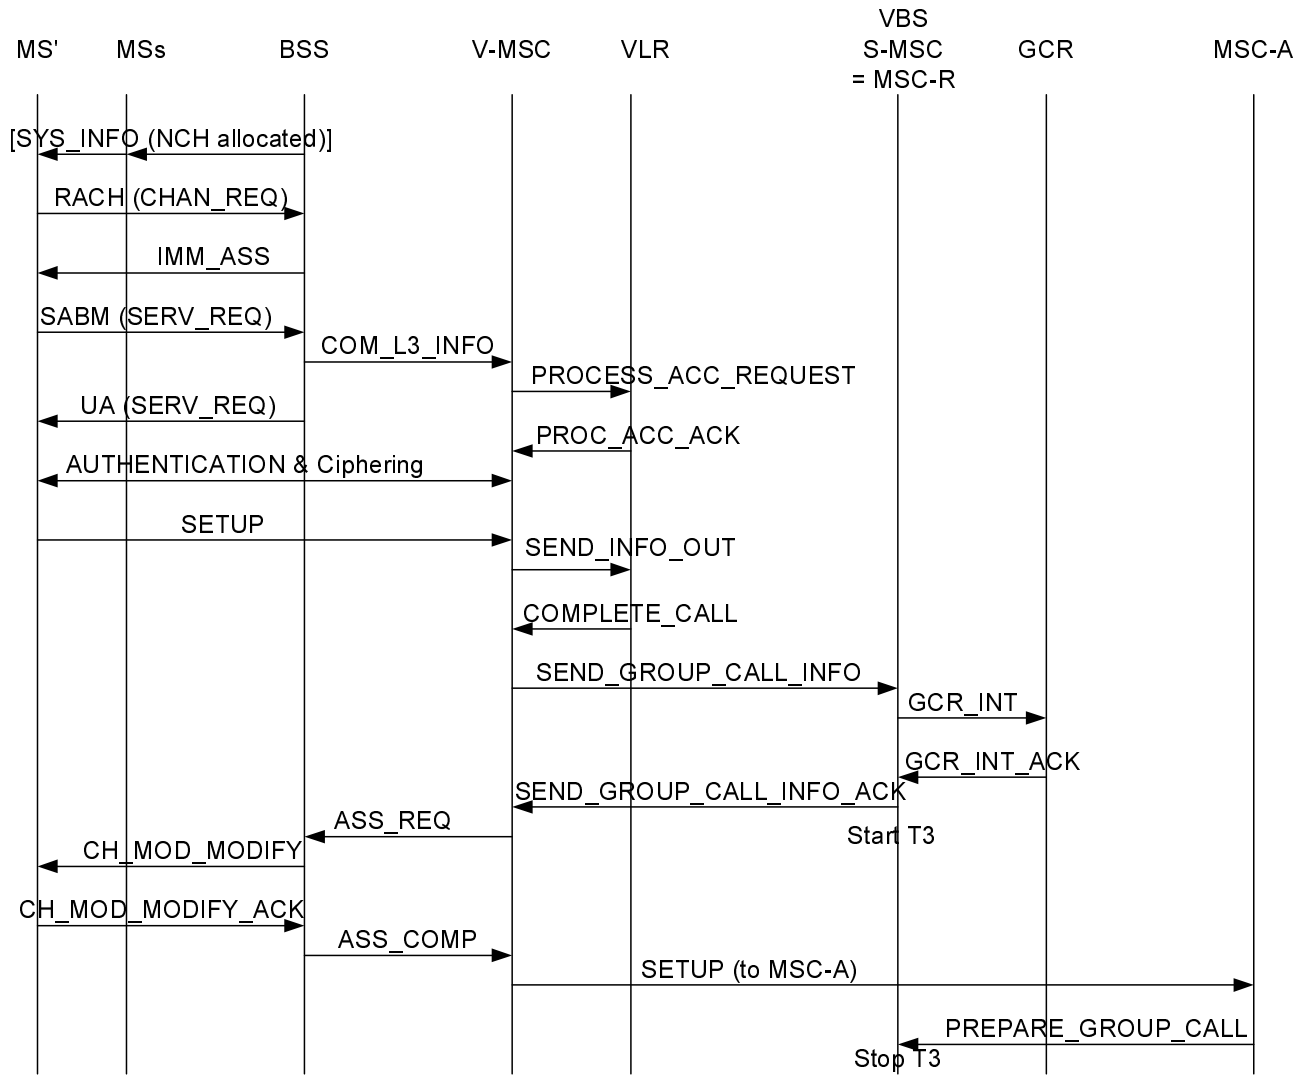 VBS
MS' MSs BSS V-MSC VLR S-MSC GCR MSC-A
= MSC-R
[SYS_INFO (NCH allocated)]
RACH (CHAN_REQ)
IMM_ASS
SABM (SERV_REQ)
COM_L3_INFO
PROCESS_ACC_REQUEST
UA (SERV_REQ)
PROC_ACC_ACK
AUTHENTICATION & Ciphering
SETUP
SEND_INFO_OUT
COMPLETE_CALL
SEND_GROUP_CALL_INFO
GCR_INT
GCR_INT_ACK
SEND_GROUP_CALL_INFO_ACK
ASS_REQ
Start T3
CH_MOD_MODIFY
CH_MOD_MODIFY_ACK
ASS_COMP
SETUP (to MSC-A)
PREPARE_GROUP_CALL
Stop T3